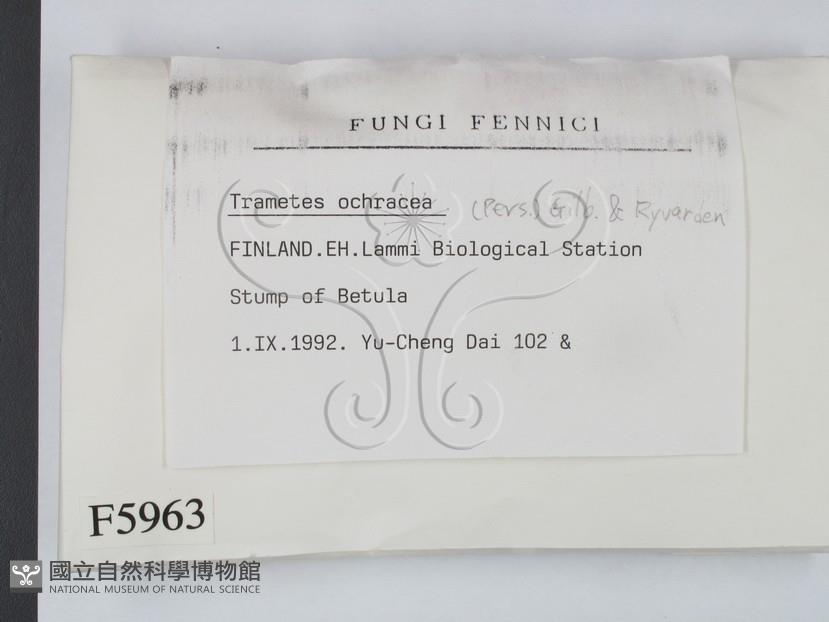 FUNGI FENNICI
Trametes ochracea (Pers.) Gilb. & Ryvarden
FINLAND.EH.Lammi Biological Station
Stump of Betula
1.IX.1992. Yu-Cheng Dai 102 &
F5963
國立自然科學博物館
NATIONAL MUSEUM OF NATURAL SCIENCE